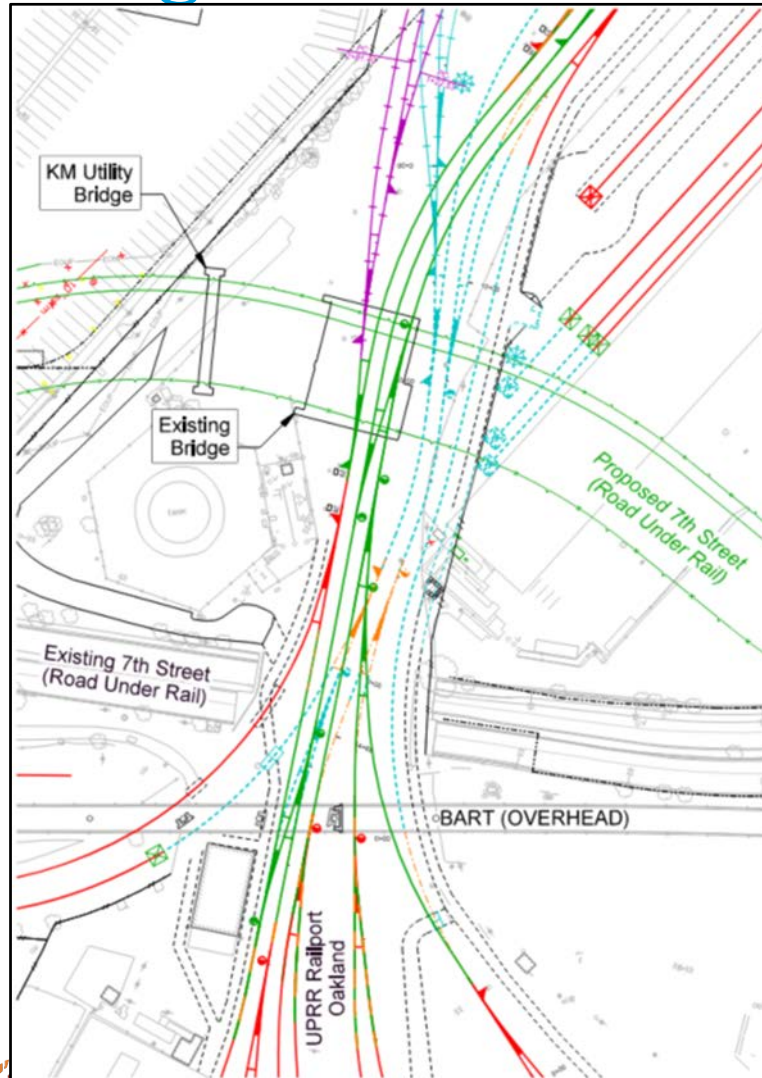 KM Utility
Bridge
Existing
Bridge
Proposed 7th Street
(Road Under Rail)
Existing 7th Street
(Road Under Rail)
BART (OVERHEAD)
UPRR Railport
Oakland